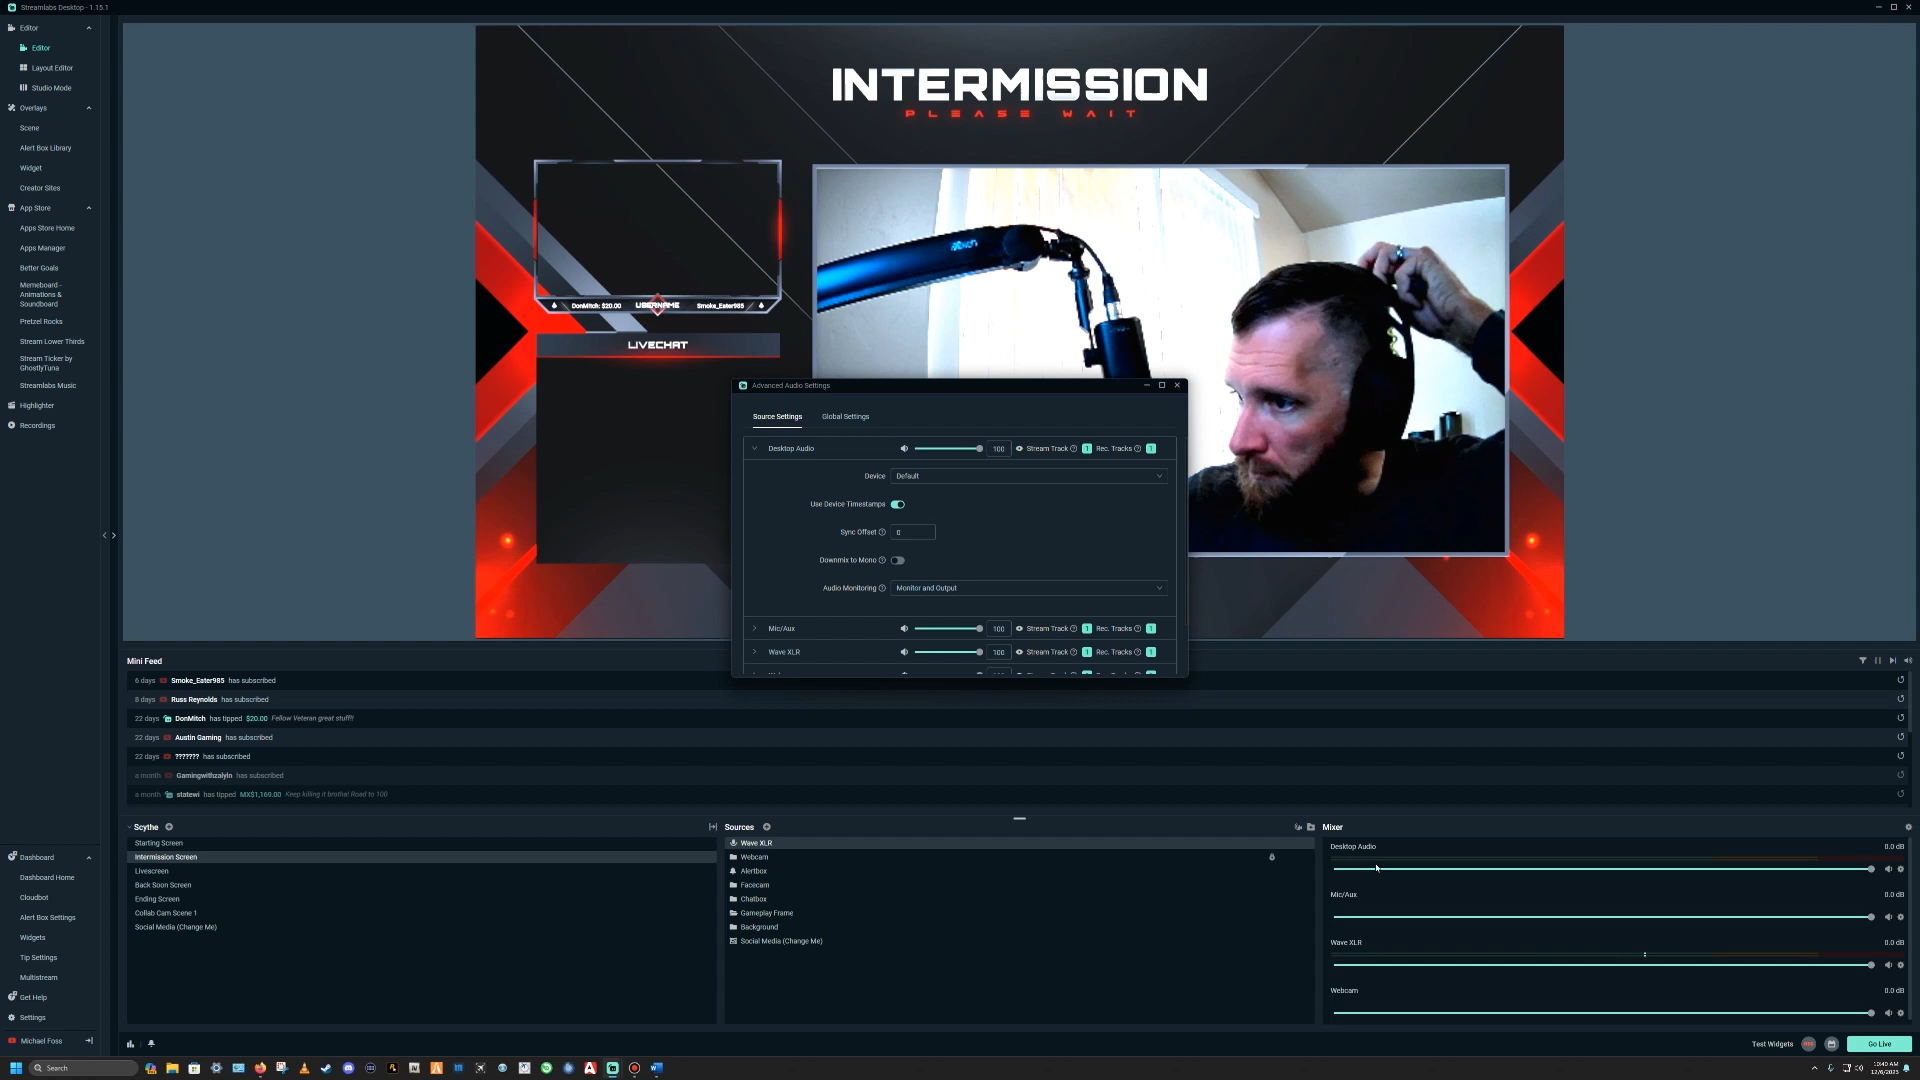 Streamlabs Desktop - 1.15.1
Editor
Editor
Layout Editor
Studio Mode
Overlays
Scene
Alert Box Library
Widget
Creator Sites
App Store
Apps Store Home
Apps Manager
Better Goals
Memeboard -
Animations &
Soundboard
Pretzel Rocks
Stream Lower Thirds
Stream Ticker by
GhostlyTuna
Streamlabs Music
Highlighter
Recordings
Dashboard
Dashboard Home
Cloudbot
Alert Box Settings
Widgets
Tip Settings
Multistream
Get Help
Settings
Michael Foss
INTERMISSION
PLEASE WAIT
DonMitch: $20.00 USERNAME Smoke_Eater985
LIVECHAT
Advanced Audio Settings
Source Settings Global Settings
Desktop Audio 100 Stream Track 1 Rec. Tracks 1
Device Default
Use Device Timestamps
Sync Offset 0
Downmix to Mono
Audio Monitoring Monitor and Output
Mic/Aux 100 Stream Track 1 Rec. Tracks 1
Wave XLR 100 Stream Track 1 Rec. Tracks 1
Mini Feed
6 days Smoke_Eater985 has subscribed
8 days Russ Reynolds has subscribed
22 days DonMitch has tipped $20.00 Fellow Veteran great stuff!!
22 days Austin Gaming has subscribed
22 days ??????? has subscribed
a month Gamingwithzalyln has subscribed
a month statewi has tipped MX$1,169.00 Keep killing it brotha! Road to 100
Scythe
Starting Screen
Intermission Screen
Livescreen
Back Soon Screen
Ending Screen
Collab Cam Scene 1
Social Media (Change Me)
Sources
Wave XLR
Webcam
Alertbox
Facecam
Chatbox
Gameplay Frame
Background
Social Media (Change Me)
Mixer
Desktop Audio 0.0 dB
Mic/Aux 0.0 dB
Wave XLR 0.0 dB
Webcam 0.0 dB
Test Widgets REC Go Live
Search
10:40 AM
12/6/2023